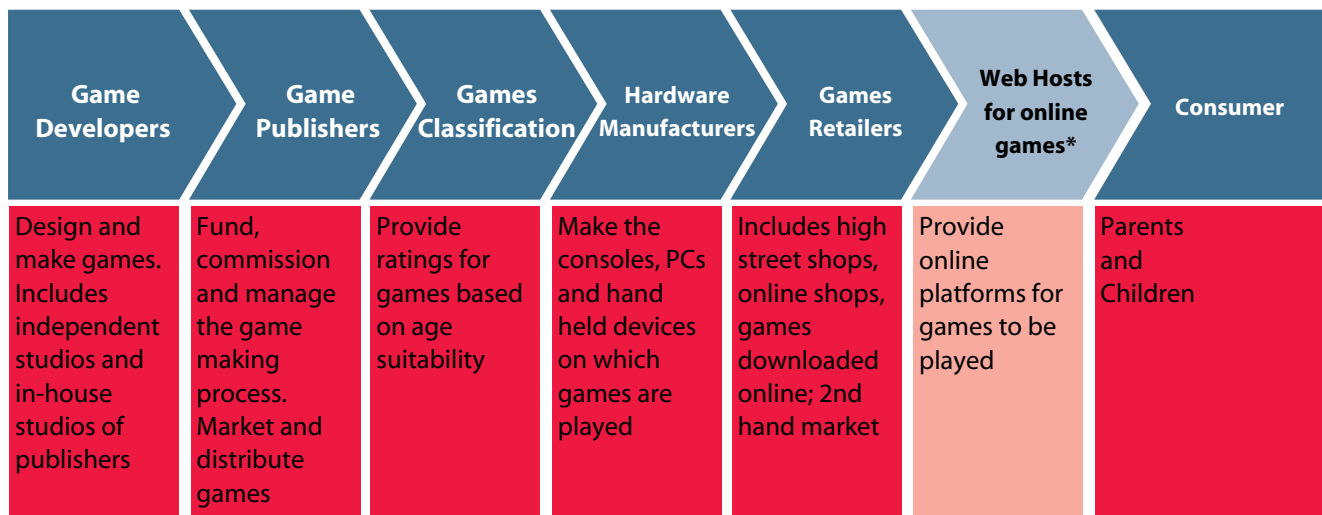 Game
Developers
Game
Publishers
Games
Classification
Hardware
Manufacturers
Games
Retailers
Web Hosts
for online
games*
Consumer
Design and
make games.
Includes
independent
studios and
in-house
studios of
publishers
Fund,
commission
and manage
the game
making
process.
Market and
distribute
games
Provide
ratings for
games based
on age
suitability
Make the
consoles, PCs
and hand
held devices
on which
games are
played
Includes high
street shops,
online shops,
games
downloaded
online; 2nd
hand market
Provide
online
platforms for
games to be
played
Parents
and
Children